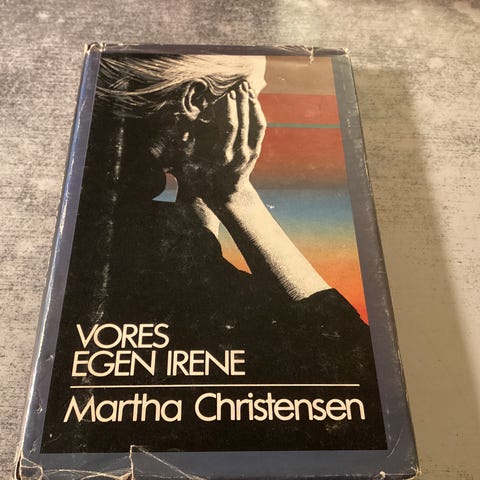 VORES
EGEN IRENE
Martha Christensen